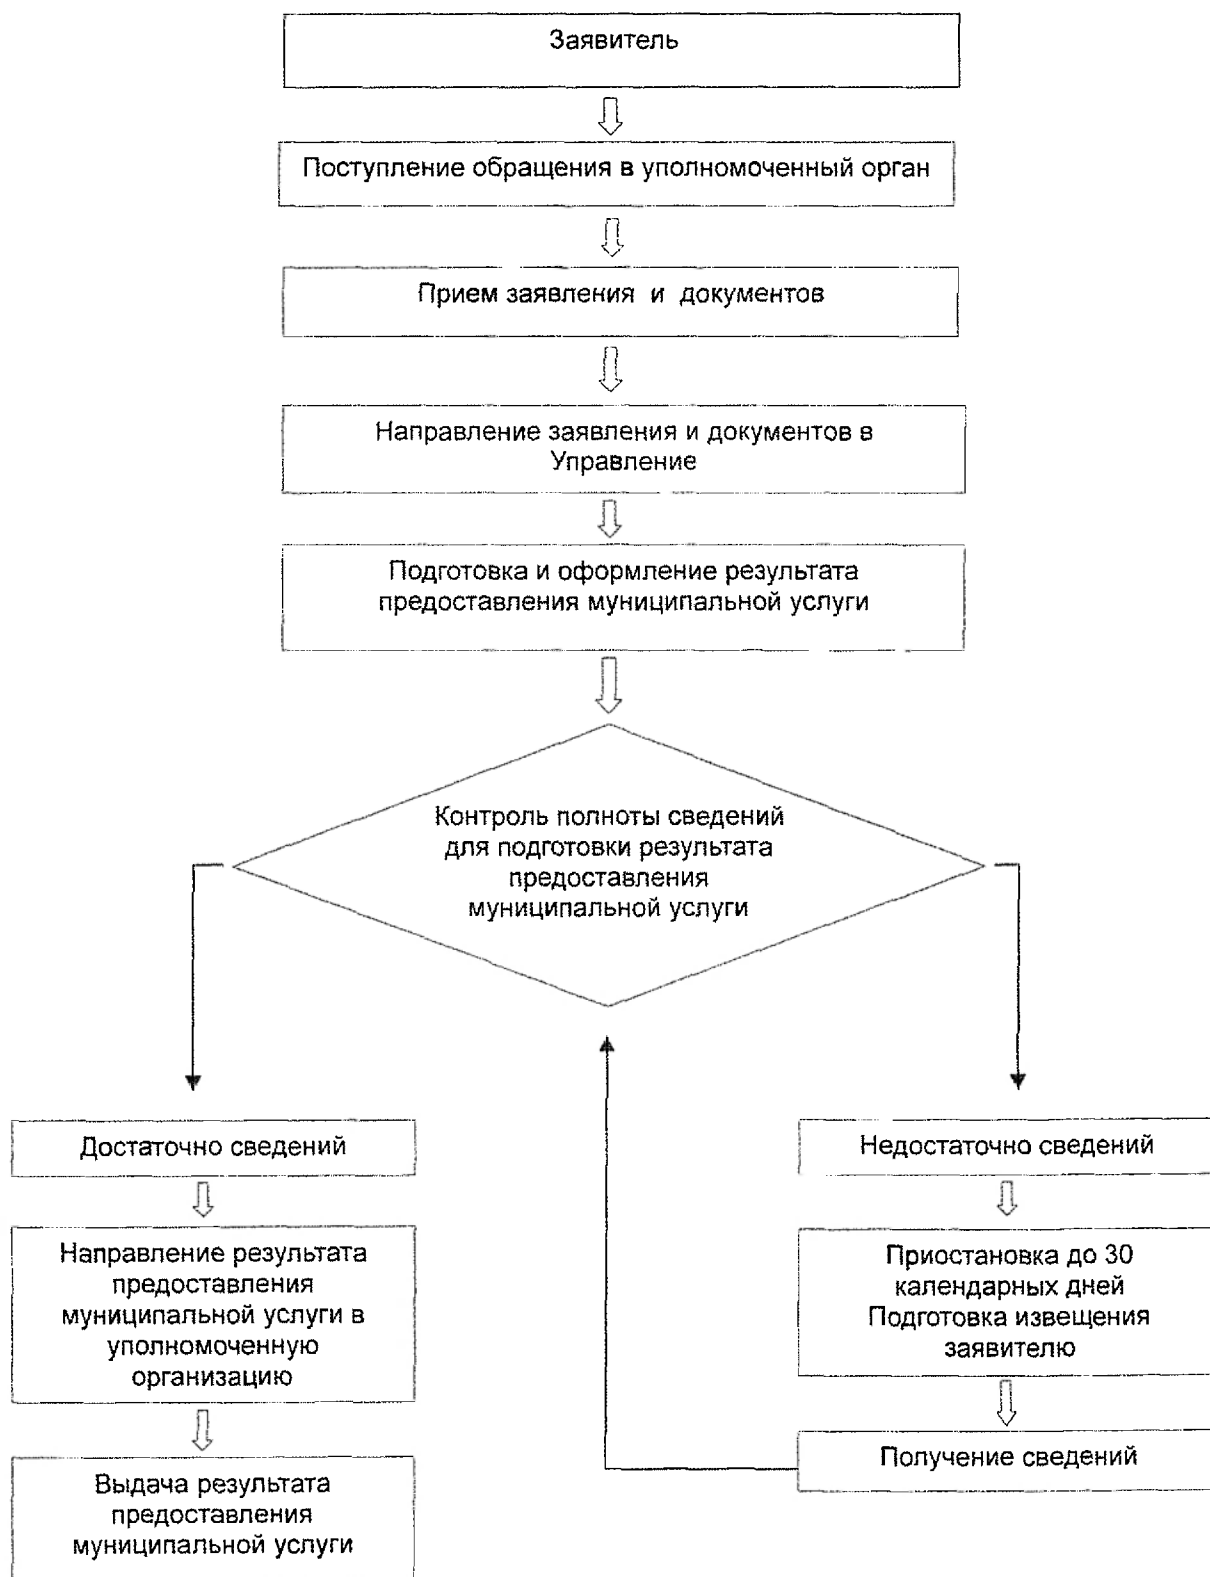 Заявитель
Поступление обращения в уполномоченный орган
Прием заявления и документов
Направление заявления и документов в
Управление
Подготовка и оформление результата
предоставления муниципальной услуги
Контроль полноты сведений
для подготовки результата
предоставления
муниципальной услуги
Достаточно сведений
Направление результата
предоставления
муниципальной услуги в
уполномоченную
организацию
Выдача результата
предоставления
муниципальной услуги
Недостаточно сведений
Приостановка до 30
календарных дней
Подготовка извещения
заявителю
Получение сведений